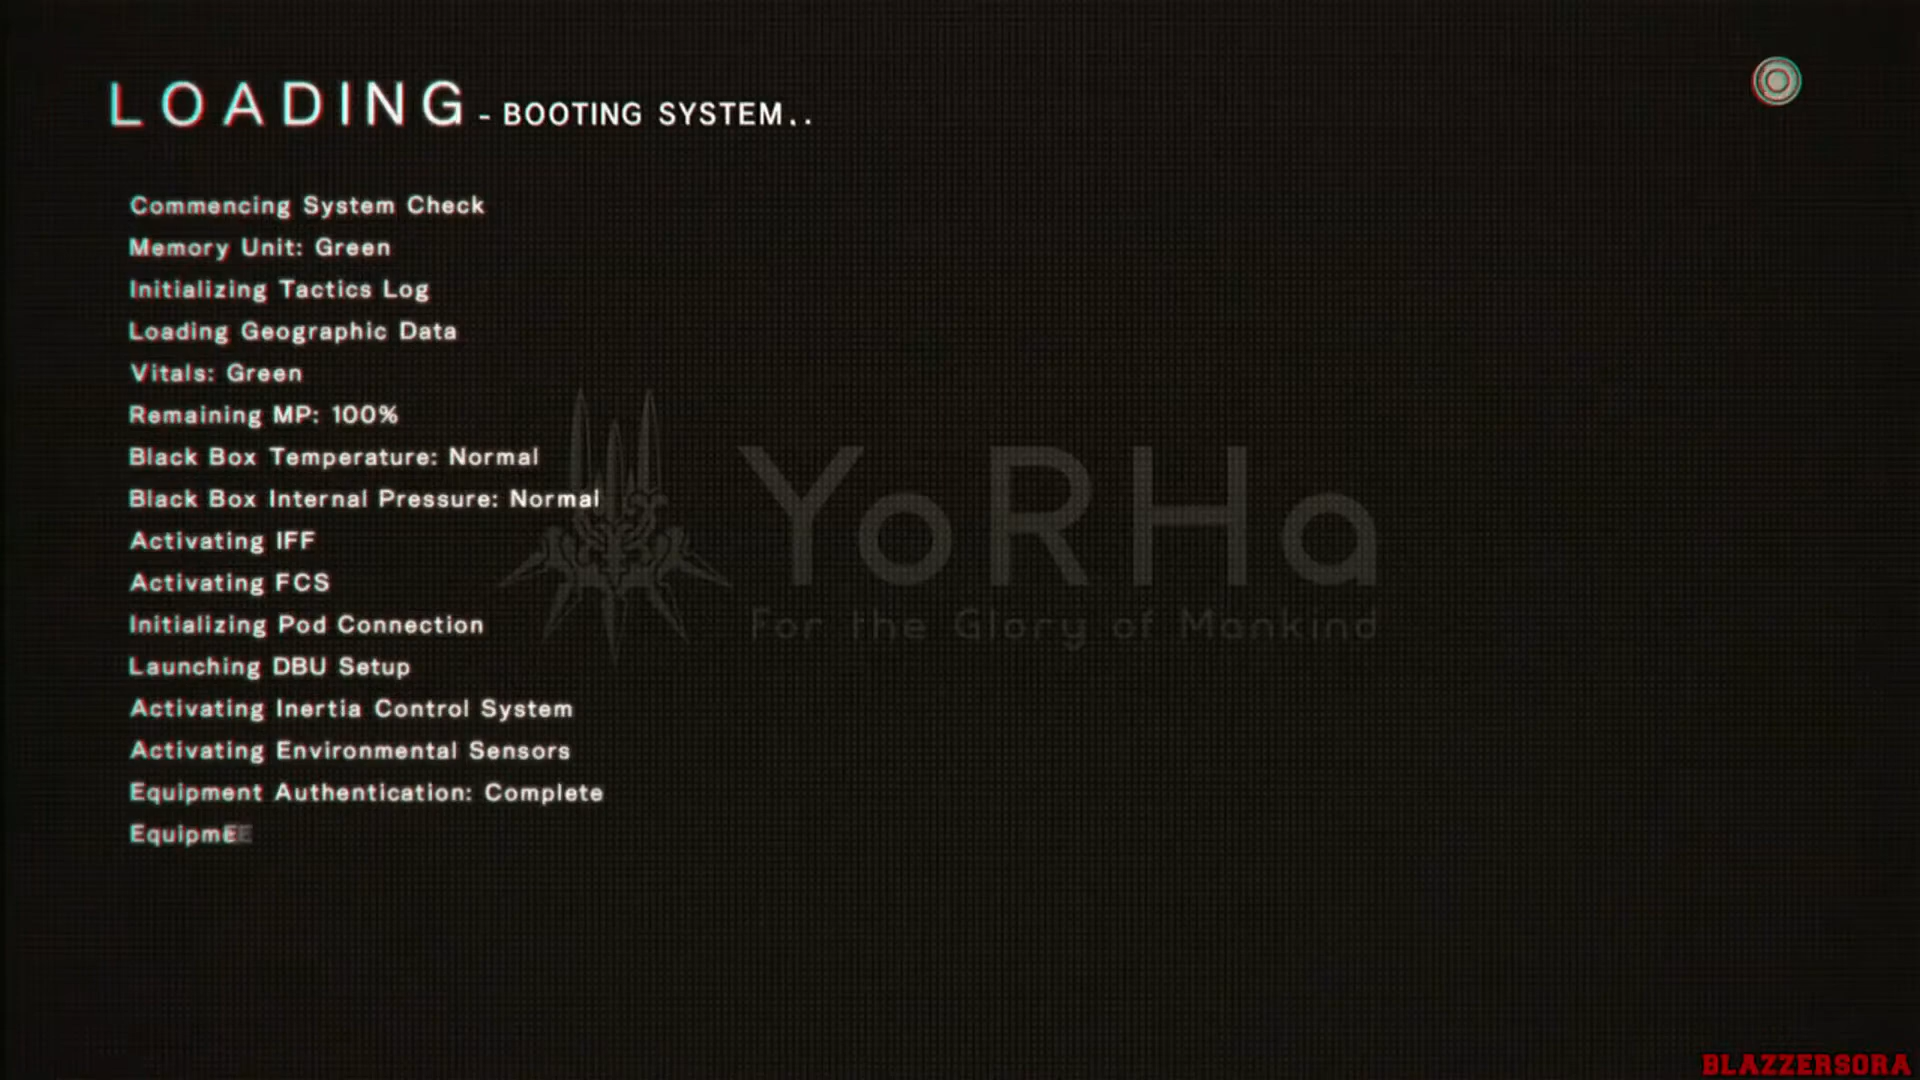 LOADING - BOOTING SYSTEM..
Commencing System Check
Memory Unit: Green
Initializing Tactics Log
Loading Geographic Data
Vitals: Green
Remaining MP: 100%
Black Box Temperature: Normal
Black Box Internal Pressure: Normal
Activating IFF
Activating FCS
Initializing Pod Connection
Launching DBU Setup
Activating Inertia Control System
Activating Environmental Sensors
Equipment Authentication: Complete
EquipmEE
YoRHa
For the Glory of Mankind
BLAZZERSORA